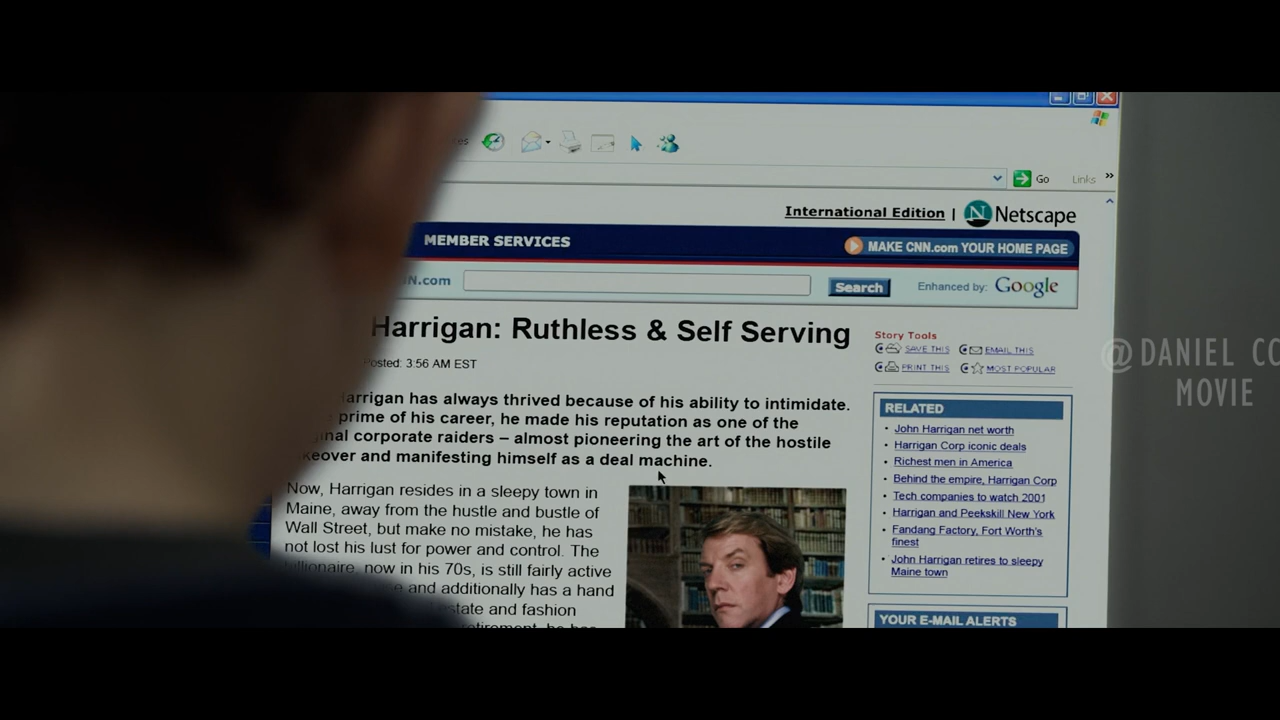 Go
Links
International Edition | N Netscape
MEMBER SERVICES
MAKE CNN.com YOUR HOME PAGE
N.com
Search
Enhanced by: Google
Harrigan: Ruthless & Self Serving
Posted: 3:56 AM EST
Harrigan has always thrived because of his ability to intimidate.
prime of his career, he made his reputation as one of the
nal corporate raiders – almost pioneering the art of the hostile
keover and manifesting himself as a deal machine.
Now, Harrigan resides in a sleepy town in
Maine, away from the hustle and bustle of
Wall Street, but make no mistake, he has
not lost his lust for power and control. The
billionaire, now in his 70s, is still fairly active
e and additionally has a hand
estate and fashion
retirement, he has
Story Tools
SAVE THIS
EMAIL THIS
PRINT THIS
MOST POPULAR
RELATED
• John Harrigan net worth
• Harrigan Corp iconic deals
• Richest men in America
• Behind the empire, Harrigan Corp
• Tech companies to watch 2001
• Harrigan and Peekskill New York
• Fandang Factory, Fort Worth's
finest
• John Harrigan retires to sleepy
Maine town
YOUR E-MAIL ALERTS
@DANIEL CO
MOVIE